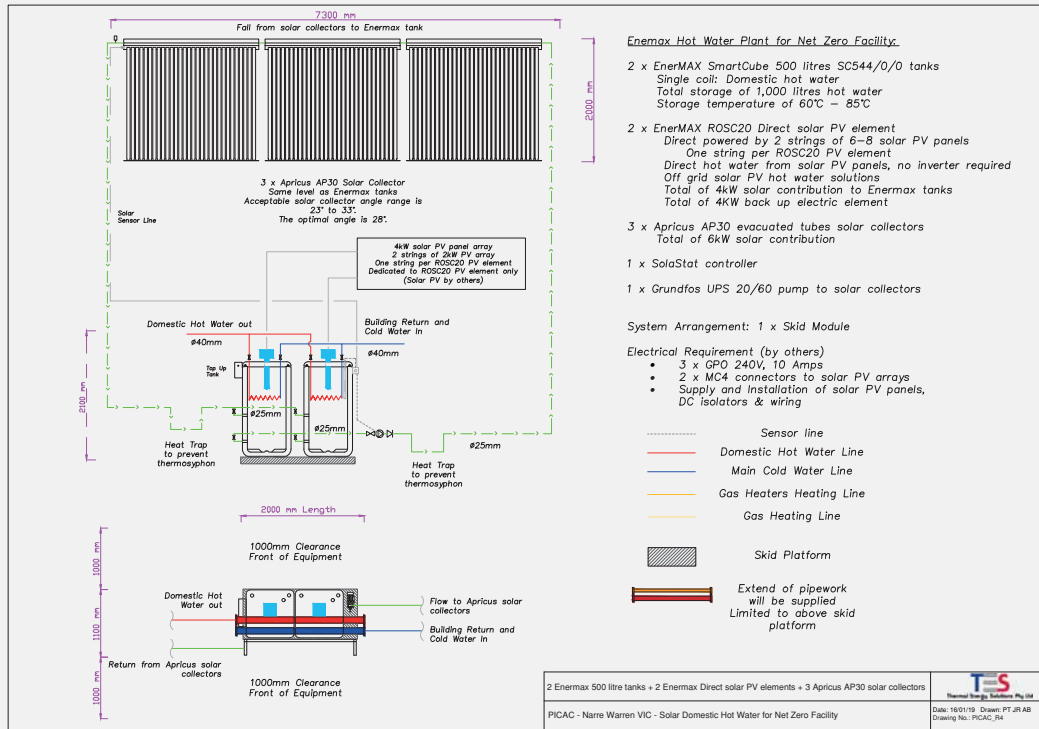 7300 mm
Fall from solar collectors to Enermax tank
2000 mm
3 x Apricus AP30 Solar Collector
Same level as Enermax tanks
Acceptable solar collector angle range is
23° to 33°.
The optimal angle is 28°.
Solar
Sensor Line
4kW solar PV panel array
2 strings of 2kW PV array
One string per ROSC20 PV element
Dedicated to ROSC20 PV element only
(Solar PV by others)
Domestic Hot Water out
Building Return and
Cold Water In
ø40mm
ø40mm
Top Up
Tank
2100 mm
ø25mm
ø25mm
ø25mm
Heat Trap
to prevent
thermosyphon
Heat Trap
to prevent
thermosyphon
2000 mm Length
1000 mm
1000mm Clearance
Front of Equipment
Domestic Hot
Water out
1100 mm
Flow to Apricus solar
collectors
Building Return and
Cold Water In
Return from Apricus solar
collectors
1000 mm
1000mm Clearance
Front of Equipment
Enemax Hot Water Plant for Net Zero Facility:
2 x EnerMAX SmartCube 500 litres SC544/0/0 tanks
Single coil: Domestic hot water
Total storage of 1,000 litres hot water
Storage temperature of 60°C – 85°C
2 x EnerMAX ROSC20 Direct solar PV element
Direct powered by 2 strings of 6–8 solar PV panels
One string per ROSC20 PV element
Direct hot water from solar PV panels, no inverter required
Off grid solar PV hot water solutions
Total of 4kW solar contribution to Enermax tanks
Total of 4KW back up electric element
3 x Apricus AP30 evacuated tubes solar collectors
Total of 6kW solar contribution
1 x SolaStat controller
1 x Grundfos UPS 20/60 pump to solar collectors
System Arrangement: 1 x Skid Module
Electrical Requirement (by others)
• 3 x GPO 240V, 10 Amps
• 2 x MC4 connectors to solar PV arrays
• Supply and Installation of solar PV panels,
DC isolators & wiring
Sensor line
Domestic Hot Water Line
Main Cold Water Line
Gas Heaters Heating Line
Gas Heating Line
Skid Platform
Extend of pipework
will be supplied
Limited to above skid
platform
2 Enermax 500 litre tanks + 2 Enermax Direct solar PV elements + 3 Apricus AP30 solar collectors
PICAC - Narre Warren VIC - Solar Domestic Hot Water for Net Zero Facility
TES
Thermal Energy Solutions Pty Ltd
Date: 16/01/19 Drawn: PT JR AB
Drawing No.: PICAC_R4